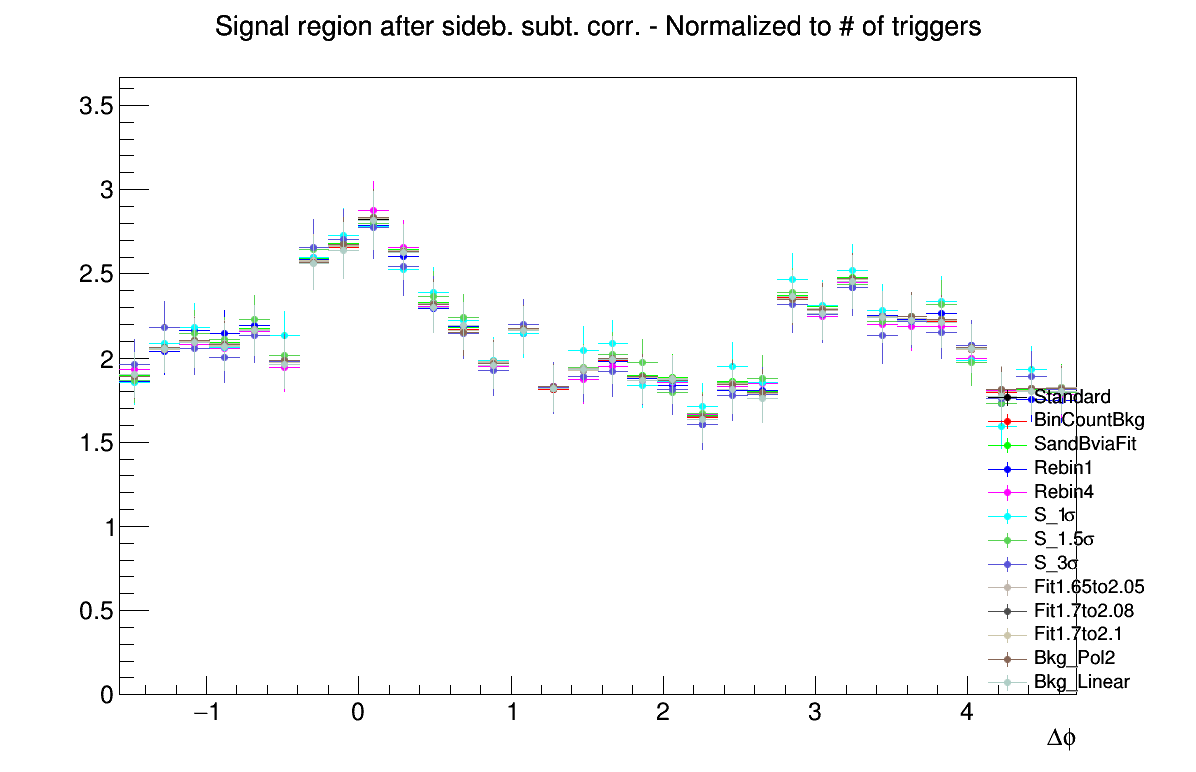 Signal region after sideb. subt. corr. - Normalized to # of triggers
3.5
3
2.5
2
1.5
1
0.5
0
−1
0
1
2
3
4
Δϕ
Standard
BinCountBkg
SandBviaFit
Rebin1
Rebin4
S_1σ
S_1.5σ
S_3σ
Fit1.65to2.05
Fit1.7to2.08
Fit1.7to2.1
Bkg_Pol2
Bkg_Linear